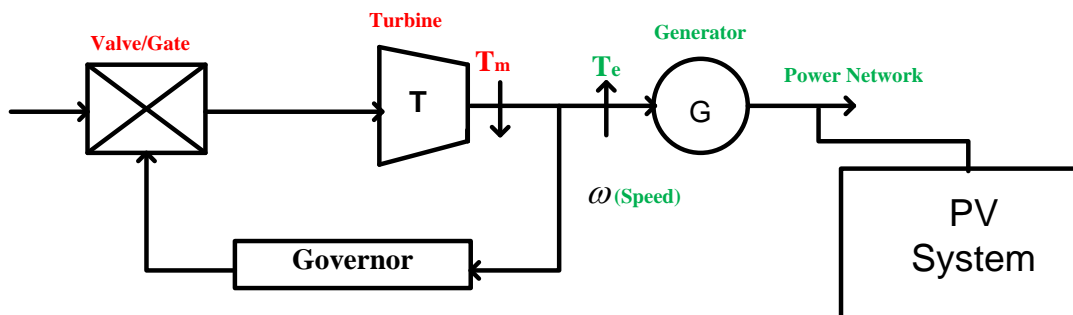 Turbine
Valve/Gate
Generator
Tm
Te
Power Network
T
G
ω (Speed)
PV
System
Governor